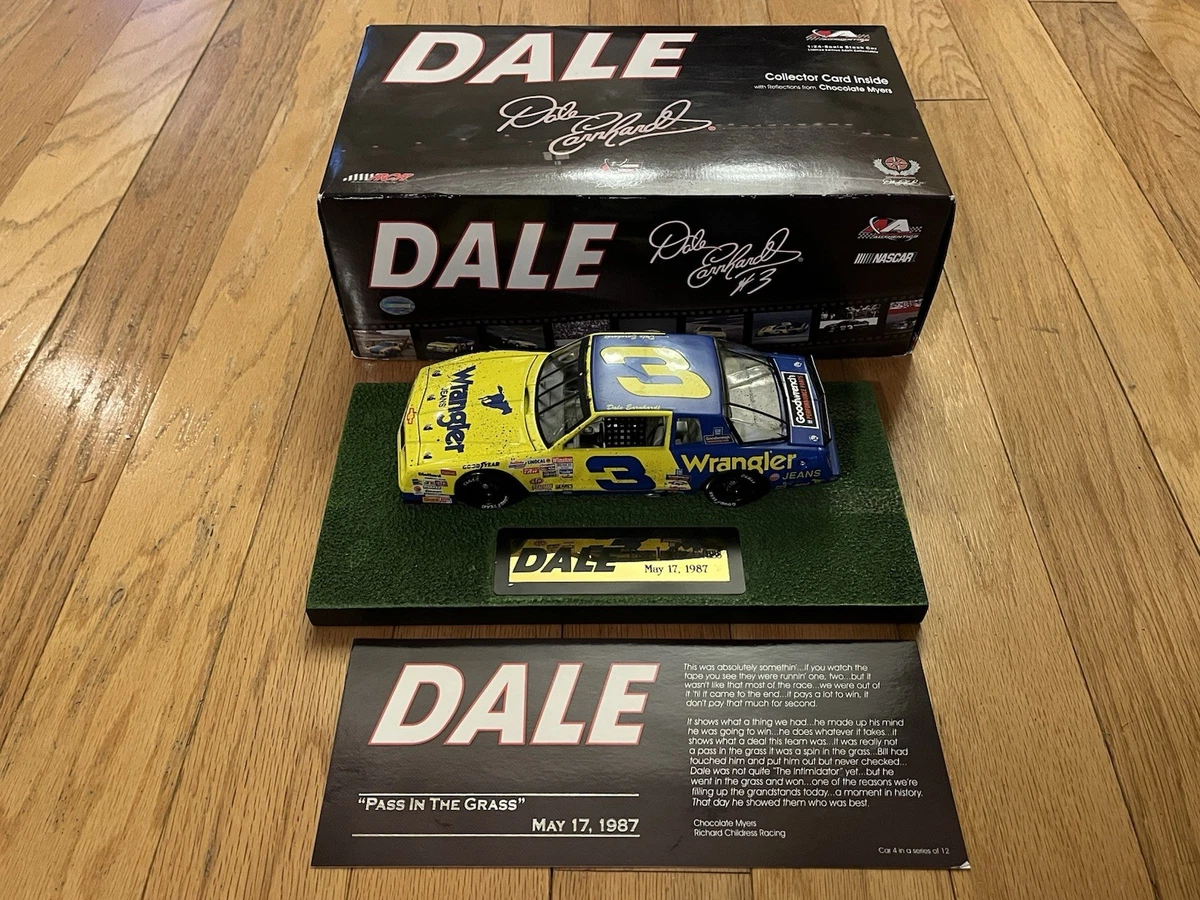 DALE
Dale Earnhardt
1:24-Scale Stock Car
Collector Card Inside
with Reflections from Chocolate Myers
RCR
DALE
Dale Earnhardt
#3
NASCAR
3
Dale Earnhardt
Wrangler
JEANS
Goodwrench
GOODYEAR
UNOCAL
3
Wrangler
JEANS
DALE
May 17, 1987
DALE
"PASS IN THE GRASS"
MAY 17, 1987
This was absolutely somethin'...if you watch the
tape you see they were runnin' one, two...but it
wasn't like that most of the race...we were out of
it 'til it came to the end...it pays a lot to win, it
don't pay that much for second.
It shows what a thing we had...he made up his mind
he was going to win...he does whatever it takes...it
shows what a deal this team was...it was really not
a pass in the grass it was a spin in the grass...Bill had
touched him and put him out but never checked...
Dale was not quite "The Intimidator" yet...but he
went in the grass and won...one of the reasons we're
filling up the grandstands today...a moment in history.
That day he showed them who was best.
Chocolate Myers
Richard Childress Racing
Car 4 in a series of 12